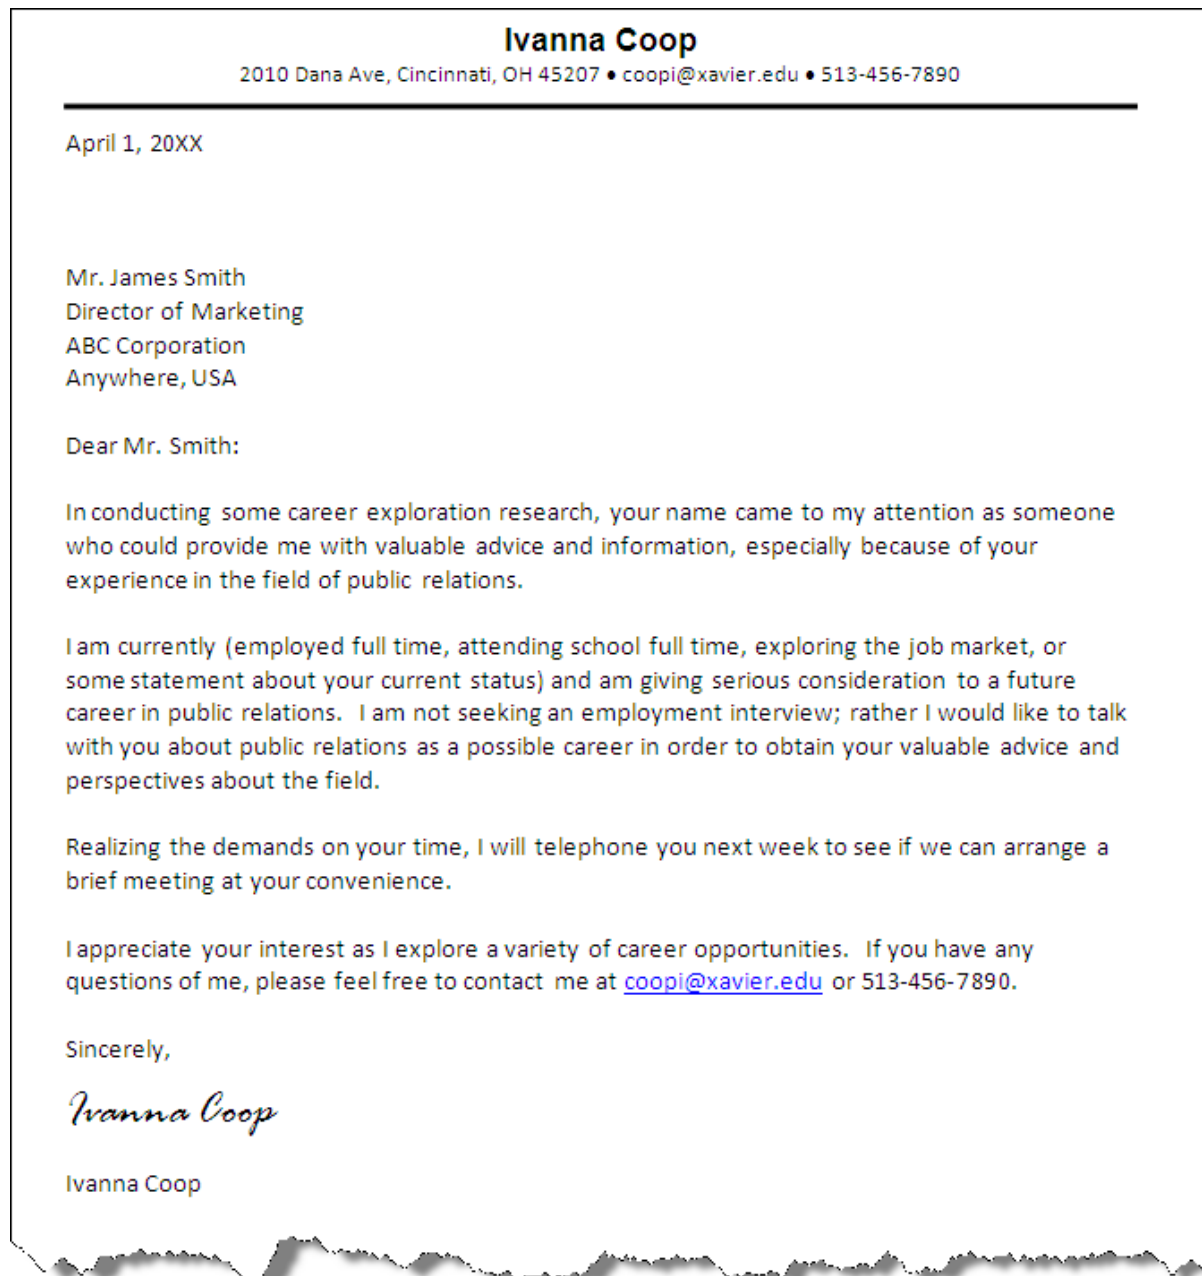 Ivanna Coop
2010 Dana Ave, Cincinnati, OH 45207 • coopi@xavier.edu • 513-456-7890
April 1, 20XX
Mr. James Smith
Director of Marketing
ABC Corporation
Anywhere, USA
Dear Mr. Smith:
In conducting some career exploration research, your name came to my attention as someone
who could provide me with valuable advice and information, especially because of your
experience in the field of public relations.
I am currently (employed full time, attending school full time, exploring the job market, or
some statement about your current status) and am giving serious consideration to a future
career in public relations.  I am not seeking an employment interview; rather I would like to talk
with you about public relations as a possible career in order to obtain your valuable advice and
perspectives about the field.
Realizing the demands on your time, I will telephone you next week to see if we can arrange a
brief meeting at your convenience.
I appreciate your interest as I explore a variety of career opportunities.  If you have any
questions of me, please feel free to contact me at coopi@xavier.edu or 513-456-7890.
Sincerely,
Ivanna Coop
Ivanna Coop